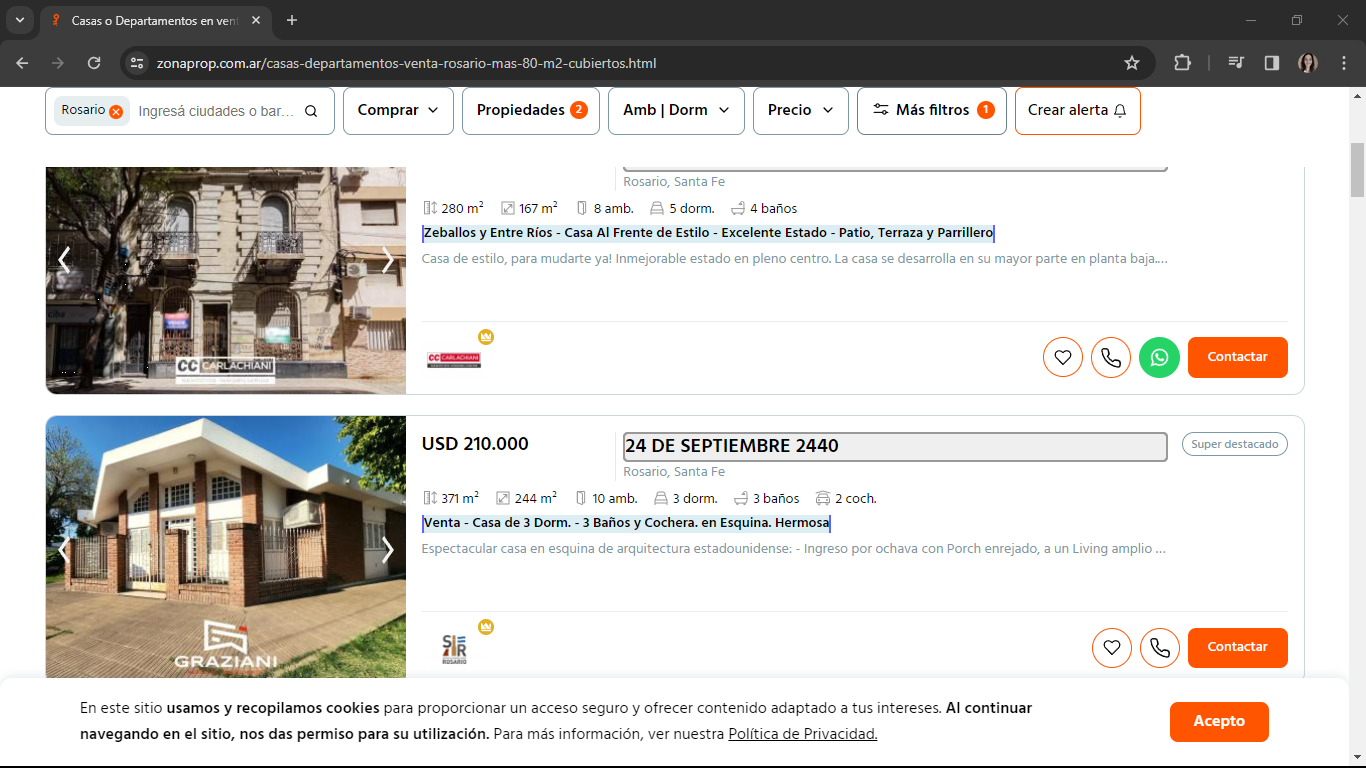 Casas o Departamentos en ven
zonaprop.com.ar/casas-departamentos-venta-rosario-mas-80-m2-cubiertos.html
Rosario
Ingresá ciudades o bar...
Comprar
Propiedades 2
Amb | Dorm
Precio
Más filtros 1
Crear alerta
Rosario, Santa Fe
280 m² 167 m² 8 amb. 5 dorm. 4 baños
Zeballos y Entre Ríos - Casa Al Frente de Estilo - Excelente Estado - Patio, Terraza y Parrillero
Casa de estilo, para mudarte ya! Inmejorable estado en pleno centro. La casa se desarrolla en su mayor parte en planta baja....
CC CARLACHIANI
CC CARLACHIANI
Contactar
USD 210.000
24 DE SEPTIEMBRE 2440
Super destacado
Rosario, Santa Fe
371 m² 244 m² 10 amb. 3 dorm. 3 baños 2 coch.
Venta - Casa de 3 Dorm. - 3 Baños y Cochera. en Esquina. Hermosa
Espectacular casa en esquina de arquitectura estadounidense: - Ingreso por ochava con Porch enrejado, a un Living amplio ...
GRAZIANI
ROSARIO
Contactar
En este sitio usamos y recopilamos cookies para proporcionar un acceso seguro y ofrecer contenido adaptado a tus intereses. Al continuar
navegando en el sitio, nos das permiso para su utilización. Para más información, ver nuestra Política de Privacidad.
Acepto